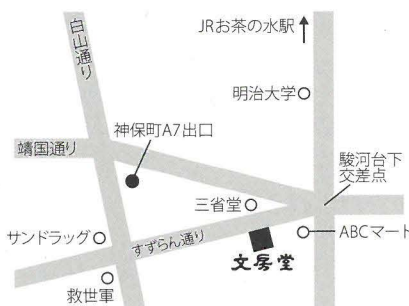 JRお茶の水駅
白山通り
明治大学
神保町A7出口
靖国通り
駿河台下
交差点
三省堂
サンドラッグ
すずらん通り
ABCマート
文房堂
救世軍